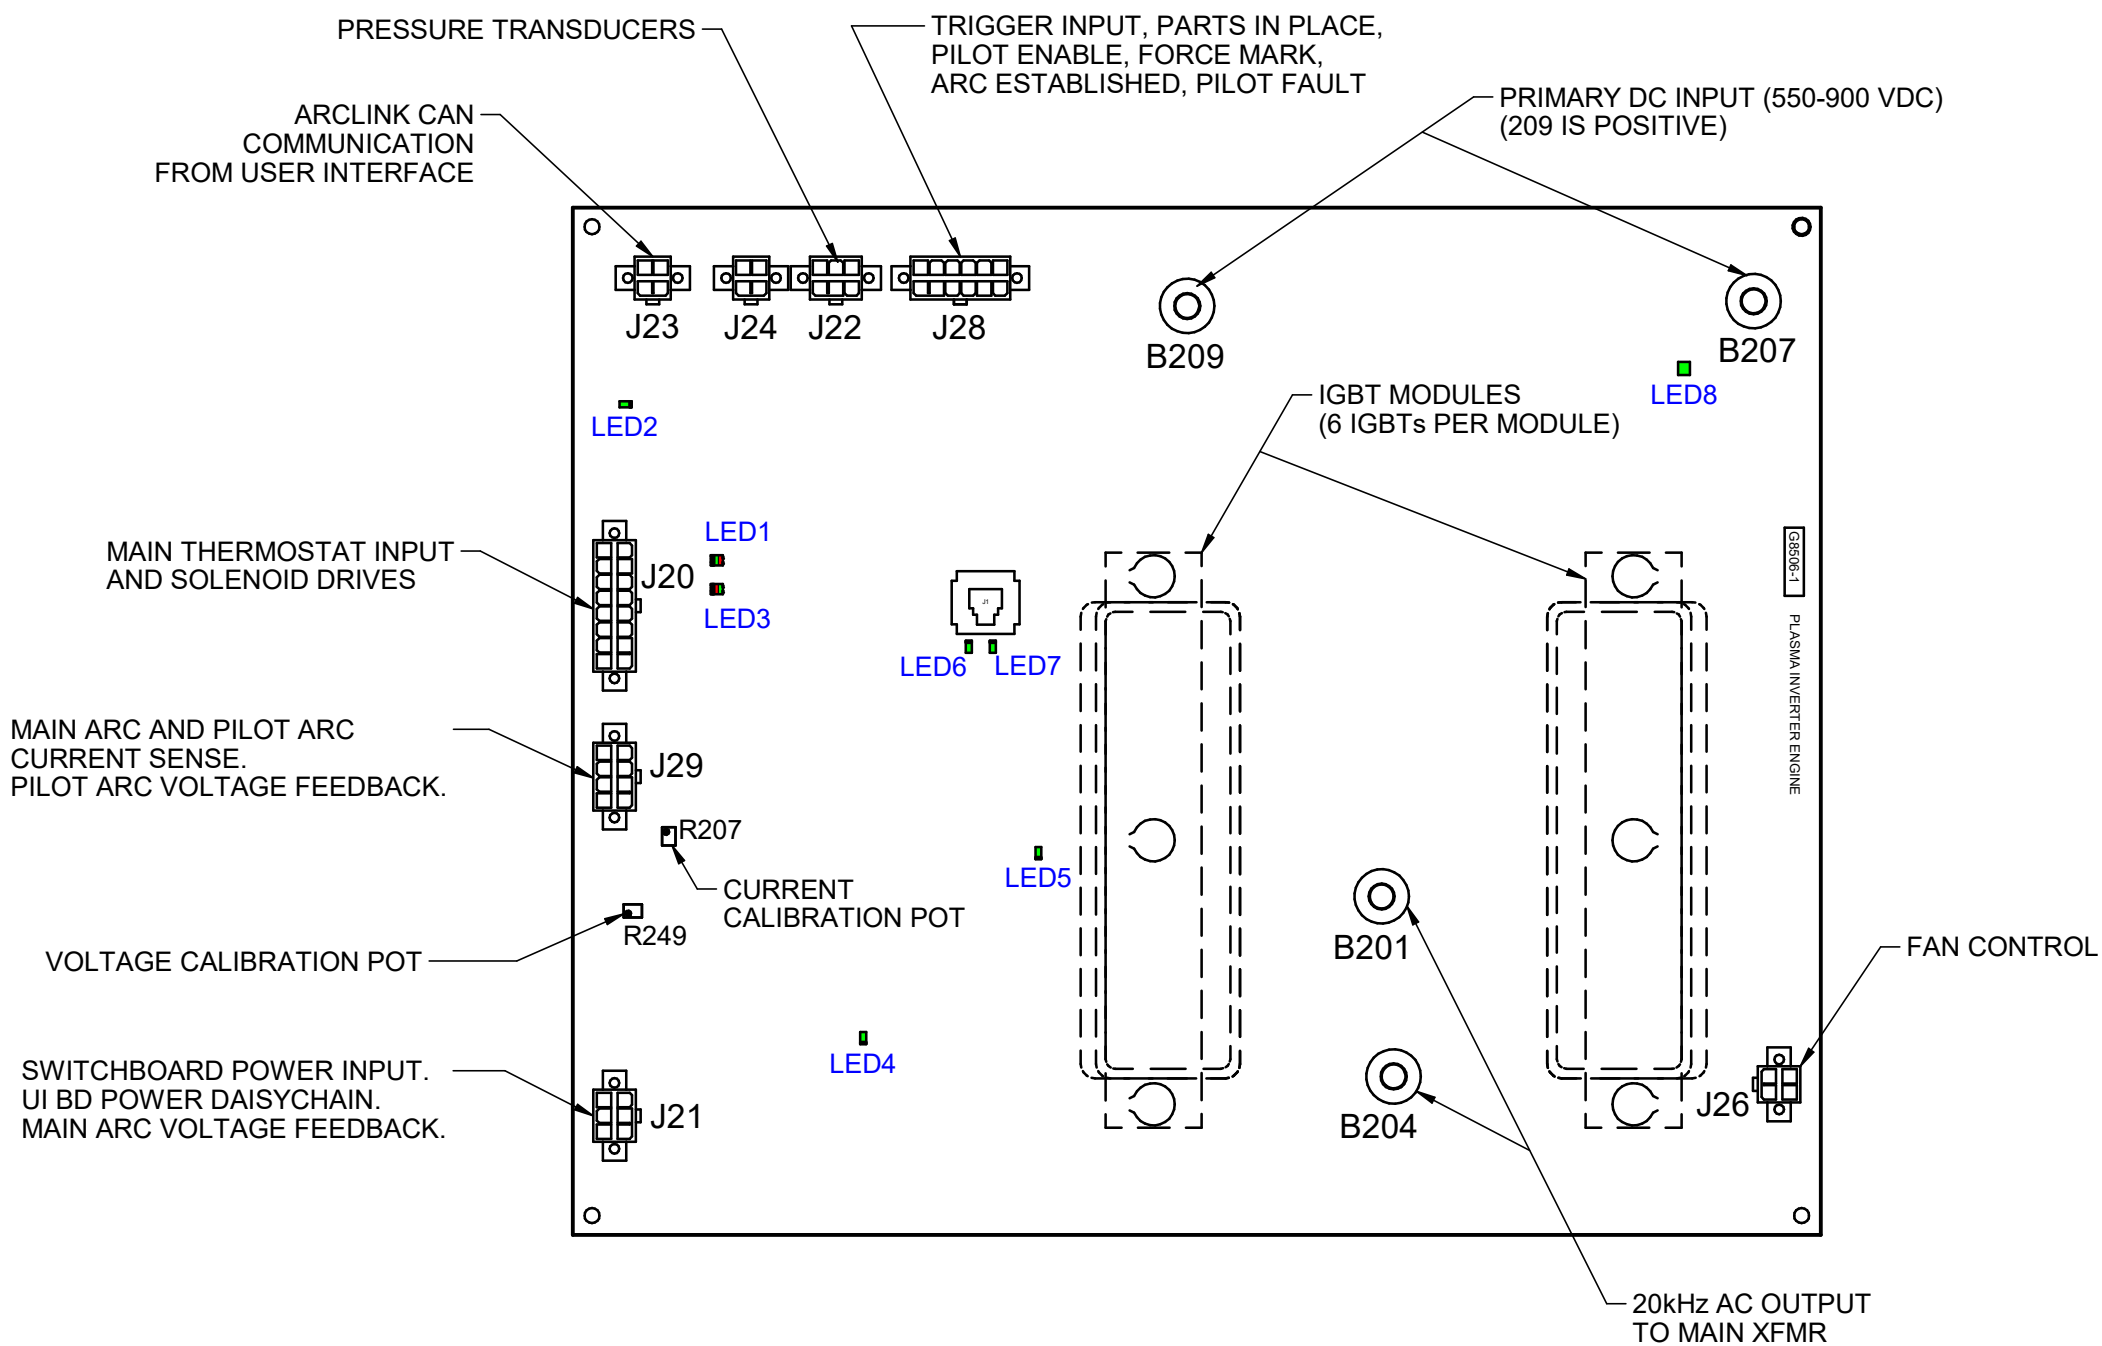 PRESSURE TRANSDUCERS
TRIGGER INPUT, PARTS IN PLACE,
PILOT ENABLE, FORCE MARK,
ARC ESTABLISHED, PILOT FAULT
PRIMARY DC INPUT (550-900 VDC)
(209 IS POSITIVE)
ARCLINK CAN
COMMUNICATION
FROM USER INTERFACE
J23
J24
J22
J28
B209
B207
LED8
LED2
IGBT MODULES
(6 IGBTs PER MODULE)
MAIN THERMOSTAT INPUT
AND SOLENOID DRIVES
J20
LED1
LED3
J1
LED6
LED7
G8506-1
PLASMA INVERTER ENGINE
MAIN ARC AND PILOT ARC
CURRENT SENSE.
PILOT ARC VOLTAGE FEEDBACK.
J29
R207
CURRENT
CALIBRATION POT
LED5
R249
VOLTAGE CALIBRATION POT
B201
FAN CONTROL
LED4
SWITCHBOARD POWER INPUT.
UI BD POWER DAISYCHAIN.
MAIN ARC VOLTAGE FEEDBACK.
J21
B204
J26
20kHz AC OUTPUT
TO MAIN XFMR